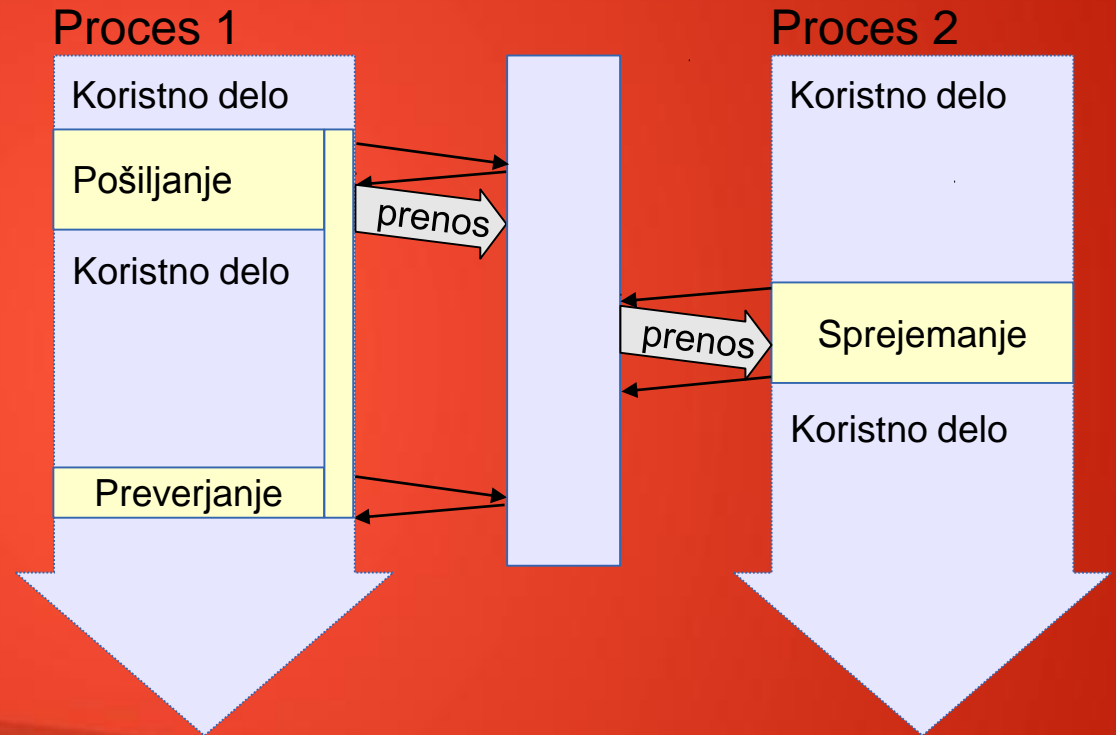 Proces 1
Koristno delo
Pošiljanje
Koristno delo
Preverjanje
prenos
prenos
Proces 2
Koristno delo
Sprejemanje
Koristno delo